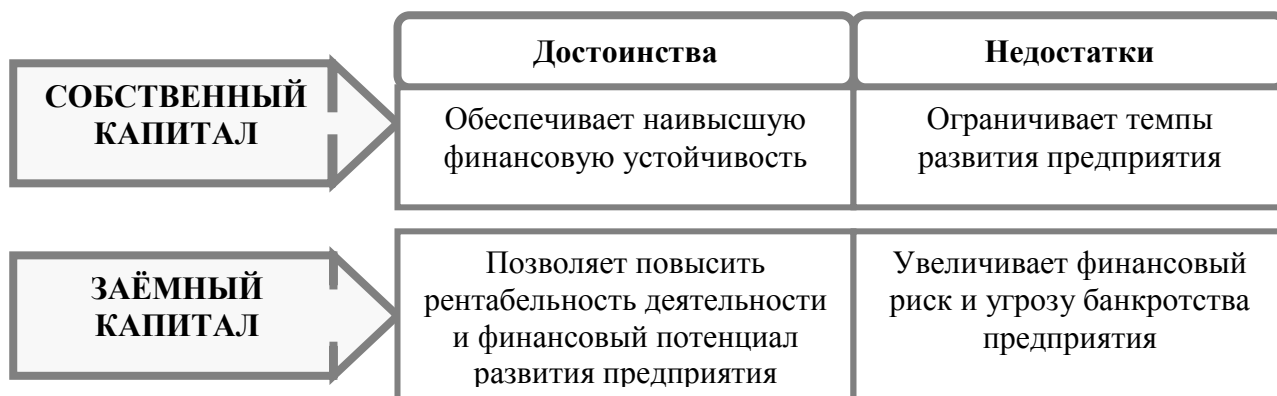 Достоинства
Недостатки
СОБСТВЕННЫЙ
КАПИТАЛ
Обеспечивает наивысшую
финансовую устойчивость
Ограничивает темпы
развития предприятия
ЗАЁМНЫЙ
КАПИТАЛ
Позволяет повысить
рентабельность деятельности
и финансовый потенциал
развития предприятия
Увеличивает финансовый
риск и угрозу банкротства
предприятия